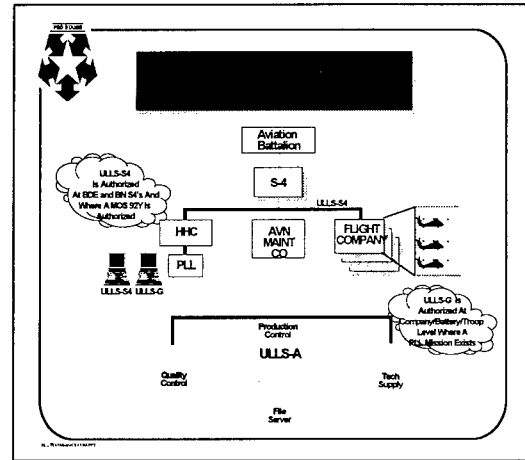 Aviation
Battalion
S-4
ULLS-S4
Is Authorized
At BDE and BN S4's And
Where A MOS 92Y Is
Authorized
ULLS-S4
HHC
AVN
MAINT
CO
FLIGHT
COMPANY
PLL
ULLS-S4 ULLS-G
ULLS-G Is
Authorized At
Company/Battery/Troop
Level Where A
PLL Mission Exists
Production
Control
ULLS-A
Quality
Control
Tech
Supply
File
Server